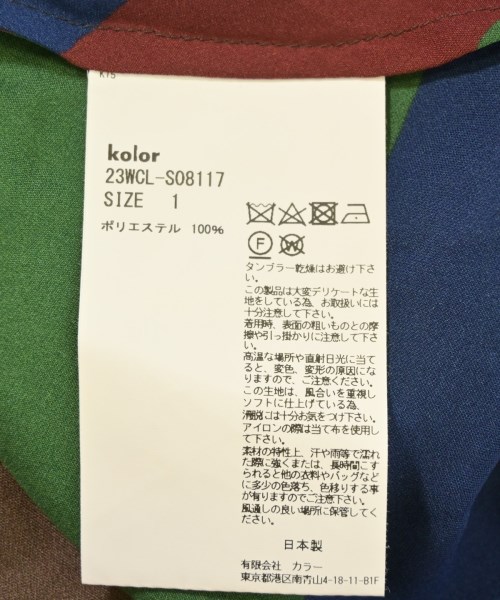 K15
kolor
23WCL-S08117
SIZE 1
ポリエステル 100%
F
W
タンブラー乾燥はお避け下さ
い。
この製品は大変デリケートな生
地をしている為、お取扱いには
十分注意して下さい。
着用時、表面の粗いものとの摩
擦や引っ掛かりに注意して下さ
い。
高温な場所や直射日光に当て
ると、変色、変形の原因にな
りますので、ご注意ください。
この生地は、風合いを重視し
ソフトに仕上げている為、
滑脱には十分お気をつけ下さい。
アイロンの際は当て布を使用し
て下さい。
素材の特性上、汗や雨等で濡れ
た際に強くまたは、長時間こす
られると他の衣料やバッグなど
に多少の色落ち、色移りする事
が有りますのでご注意下さい。
風通しの良い場所に保管してく
ださい。
日本製
有限会社 カラー
東京都港区南青山4-18-11-B1F